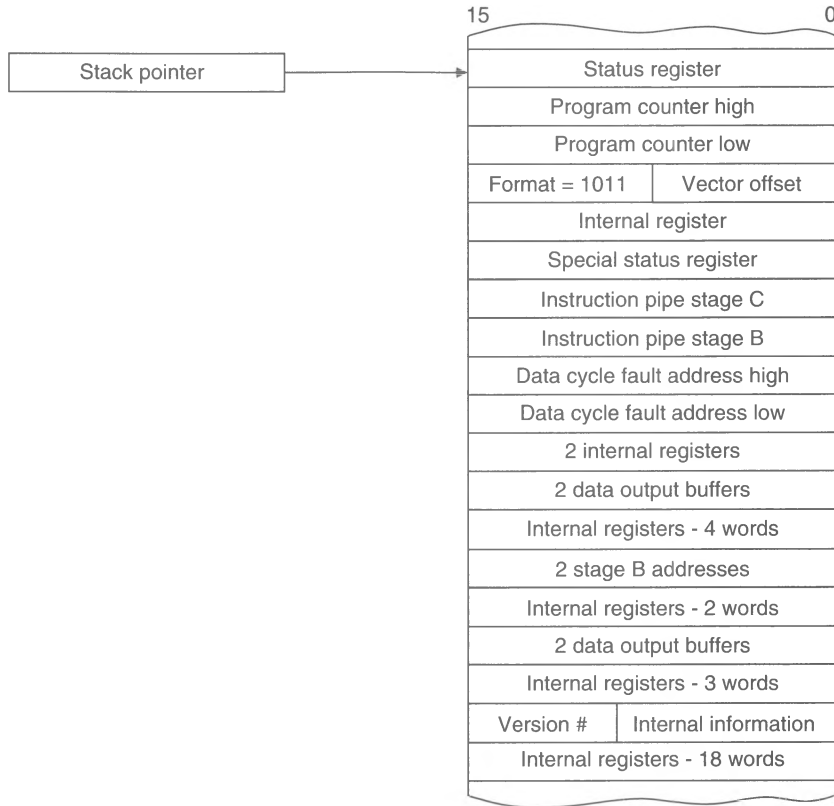 15 0
Stack pointer
Status register
Program counter high
Program counter low
Format = 1011 Vector offset
Internal register
Special status register
Instruction pipe stage C
Instruction pipe stage B
Data cycle fault address high
Data cycle fault address low
2 internal registers
2 data output buffers
Internal registers - 4 words
2 stage B addresses
Internal registers - 2 words
2 data output buffers
Internal registers - 3 words
Version # Internal information
Internal registers - 18 words